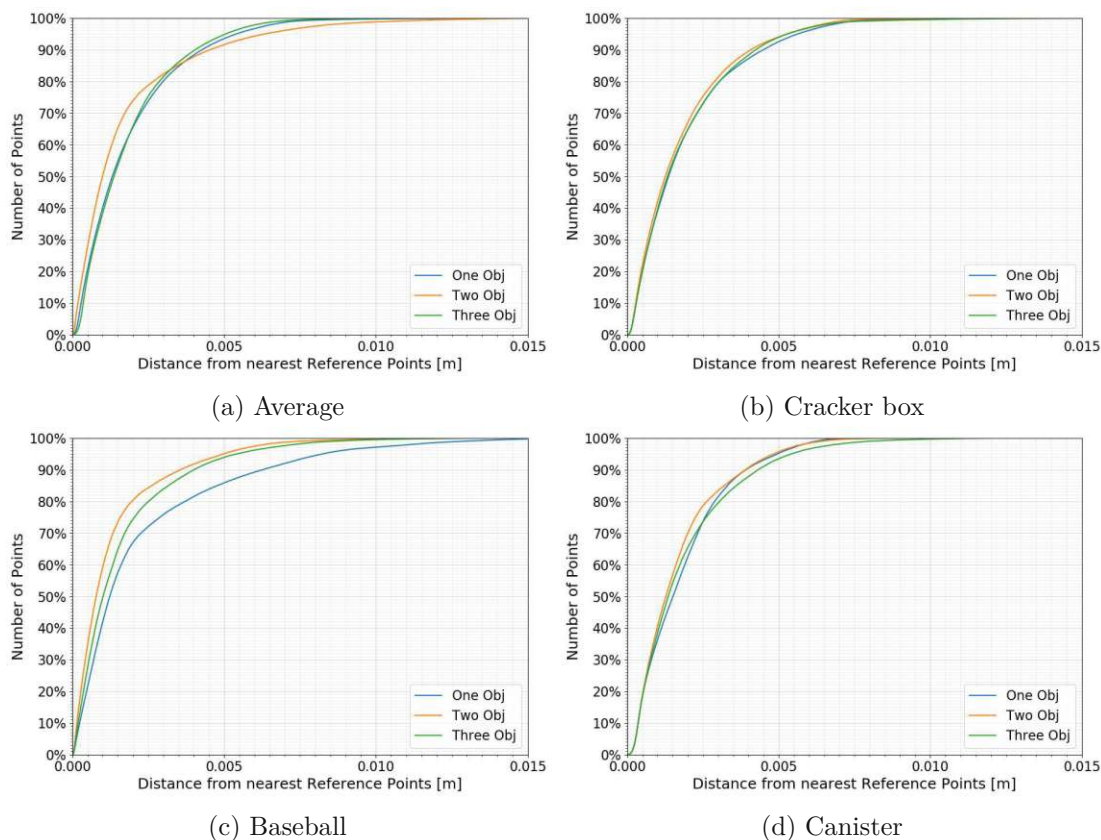 100%
90%
80%
70%
60%
50%
40%
30%
20%
10%
0%
Number of Points
One Obj
Two Obj
Three Obj
0.000 0.005 0.010 0.015
Distance from nearest Reference Points [m]
(a) Average
100%
90%
80%
70%
60%
50%
40%
30%
20%
10%
0%
Number of Points
One Obj
Two Obj
Three Obj
0.000 0.005 0.010 0.015
Distance from nearest Reference Points [m]
(b) Cracker box
100%
90%
80%
70%
60%
50%
40%
30%
20%
10%
0%
Number of Points
One Obj
Two Obj
Three Obj
0.000 0.005 0.010 0.015
Distance from nearest Reference Points [m]
(c) Baseball
100%
90%
80%
70%
60%
50%
40%
30%
20%
10%
0%
Number of Points
One Obj
Two Obj
Three Obj
0.000 0.005 0.010 0.015
Distance from nearest Reference Points [m]
(d) Canister